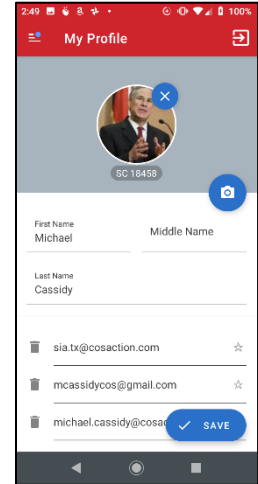 2:49 100%
My Profile
SC 18458
First Name
Michael
Middle Name
Last Name
Cassidy
sia.tx@cosaction.com
mcassidycos@gmail.com
michael.cassidy@cosac
SAVE